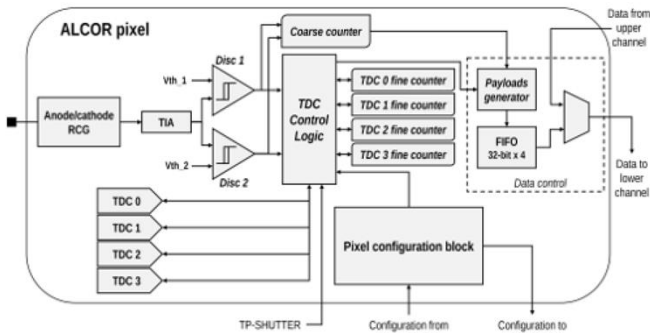 ALCOR pixel
Data from
upper
channel
Coarse counter
Disc 1
Vth_1
Anode/cathode
RCG
TIA
TDC
Control
Logic
TDC 0 fine counter
TDC 1 fine counter
TDC 2 fine counter
TDC 3 fine counter
Payloads
generator
FIFO
32-bit x 4
Data control
Vth_2
Disc 2
Data to
lower
channel
TDC 0
TDC 1
TDC 2
TDC 3
Pixel configuration block
TP-SHUTTER
Configuration from
Configuration to